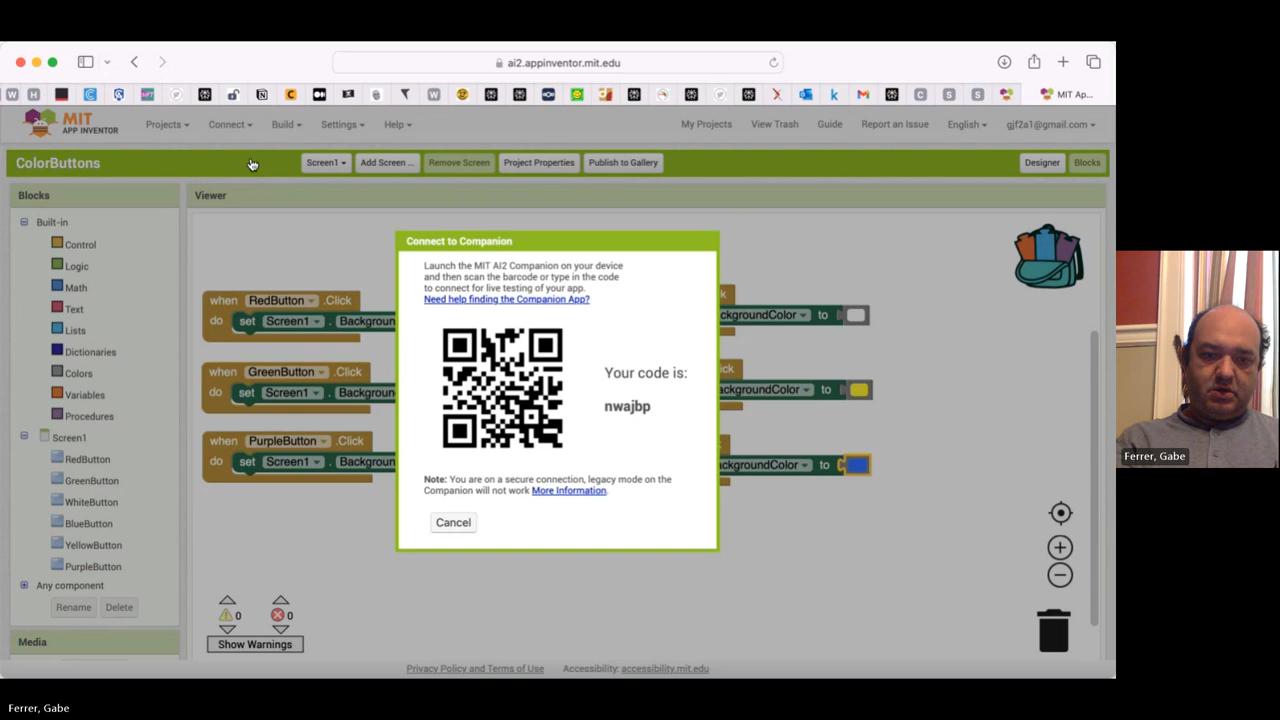 ai2.appinventor.mit.edu
MIT Ap...
MIT
APP INVENTOR
Projects
Connect
Build
Settings
Help
My Projects
View Trash
Guide
Report an Issue
English
gjf2a1@gmail.com
ColorButtons
Screen1
Add Screen ...
Remove Screen
Project Properties
Publish to Gallery
Designer
Blocks
Blocks
Viewer
Built-in
Control
Logic
Math
Text
Lists
Dictionaries
Colors
Variables
Procedures
Screen1
RedButton
GreenButton
WhiteButton
BlueButton
YellowButton
PurpleButton
Any component
Rename
Delete
Media
when RedButton .Click
do set Screen1 . Backgroun
when GreenButton .Click
do set Screen1 . Backgroun
when PurpleButton .Click
do set Screen1 . Backgroun
ckgroundColor to
ckgroundColor to
ckgroundColor to
Connect to Companion
Launch the MIT AI2 Companion on your device
and then scan the barcode or type in the code
to connect for live testing of your app.
Need help finding the Companion App?
Your code is:
nwajbp
Note: You are on a secure connection, legacy mode on the
Companion will not work More Information.
Cancel
0
0
Show Warnings
Privacy Policy and Terms of Use
Accessibility: accessibility.mit.edu
Ferrer, Gabe
Ferrer, Gabe